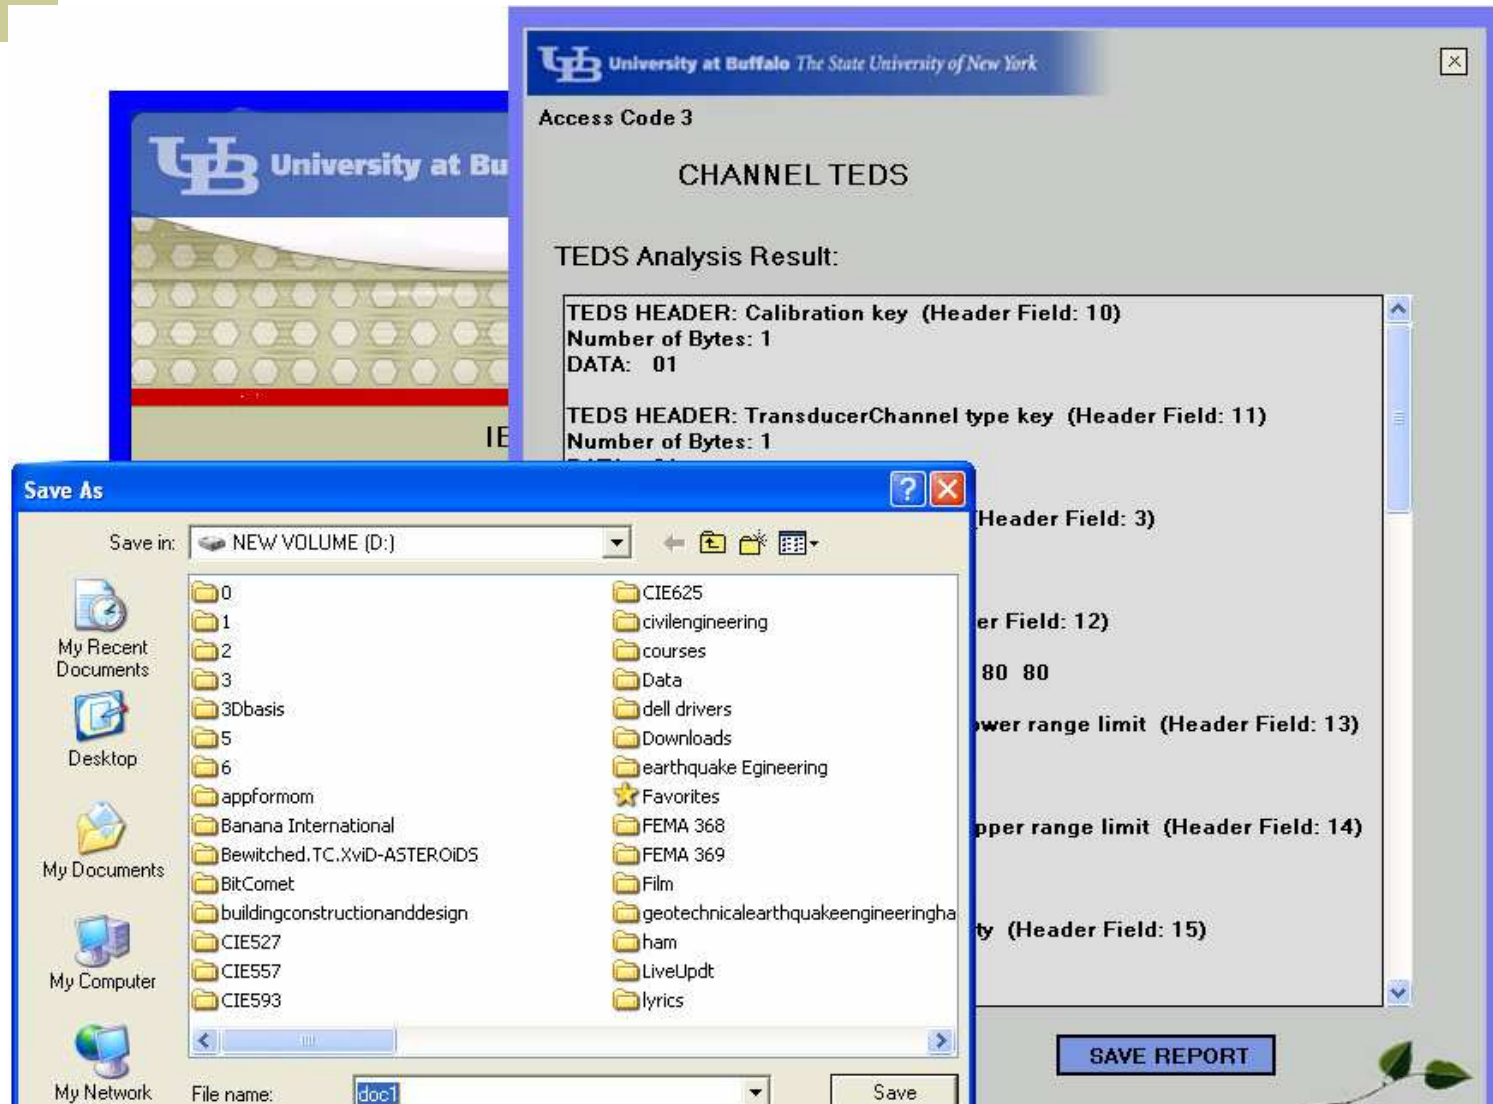 UB University at Buffalo The State University of New York
Access Code 3
CHANNEL TEDS
TEDS Analysis Result:
TEDS HEADER: Calibration key (Header Field: 10)
Number of Bytes: 1
DATA: 01
TEDS HEADER: TransducerChannel type key (Header Field: 11)
Number of Bytes: 1
(Header Field: 3)
er Field: 12)
80 80
ower range limit (Header Field: 13)
pper range limit (Header Field: 14)
ty (Header Field: 15)
SAVE REPORT
UB University at Bu
IE
Save As
Save in:
NEW VOLUME (D:)
My Recent
Documents
Desktop
My Documents
My Computer
My Network
0
1
2
3
3Dbasis
5
6
appformom
Banana International
Bewitched.TC.XviD-ASTEROiDS
BitComet
buildingconstructionanddesign
CIE527
CIE557
CIE593
CIE625
civilengineering
courses
Data
dell drivers
Downloads
earthquake Egineering
Favorites
FEMA 368
FEMA 369
Film
geotechnicalearthquakeengineeringha
ham
LiveUpdt
lyrics
File name:
doc1
Save